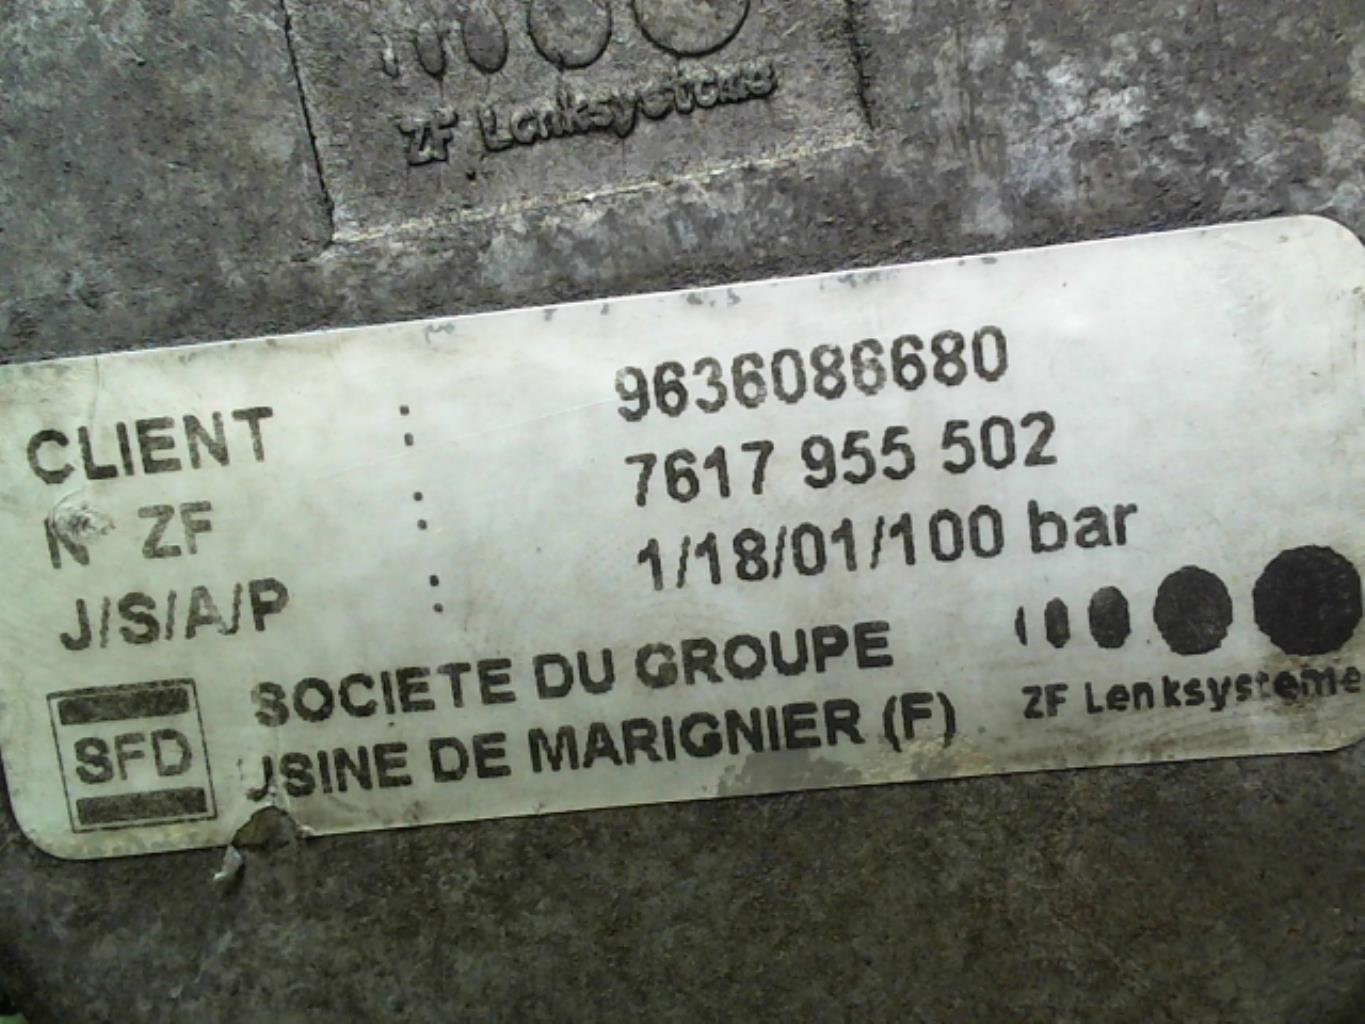 ZF Lenksysteme
CLIENT : 9636086680
N° ZF : 7617 955 502
J/S/A/P : 1/18/01/100 bar
SFD
SOCIETE DU GROUPE
USINE DE MARIGNIER (F)
ZF Lenksysteme